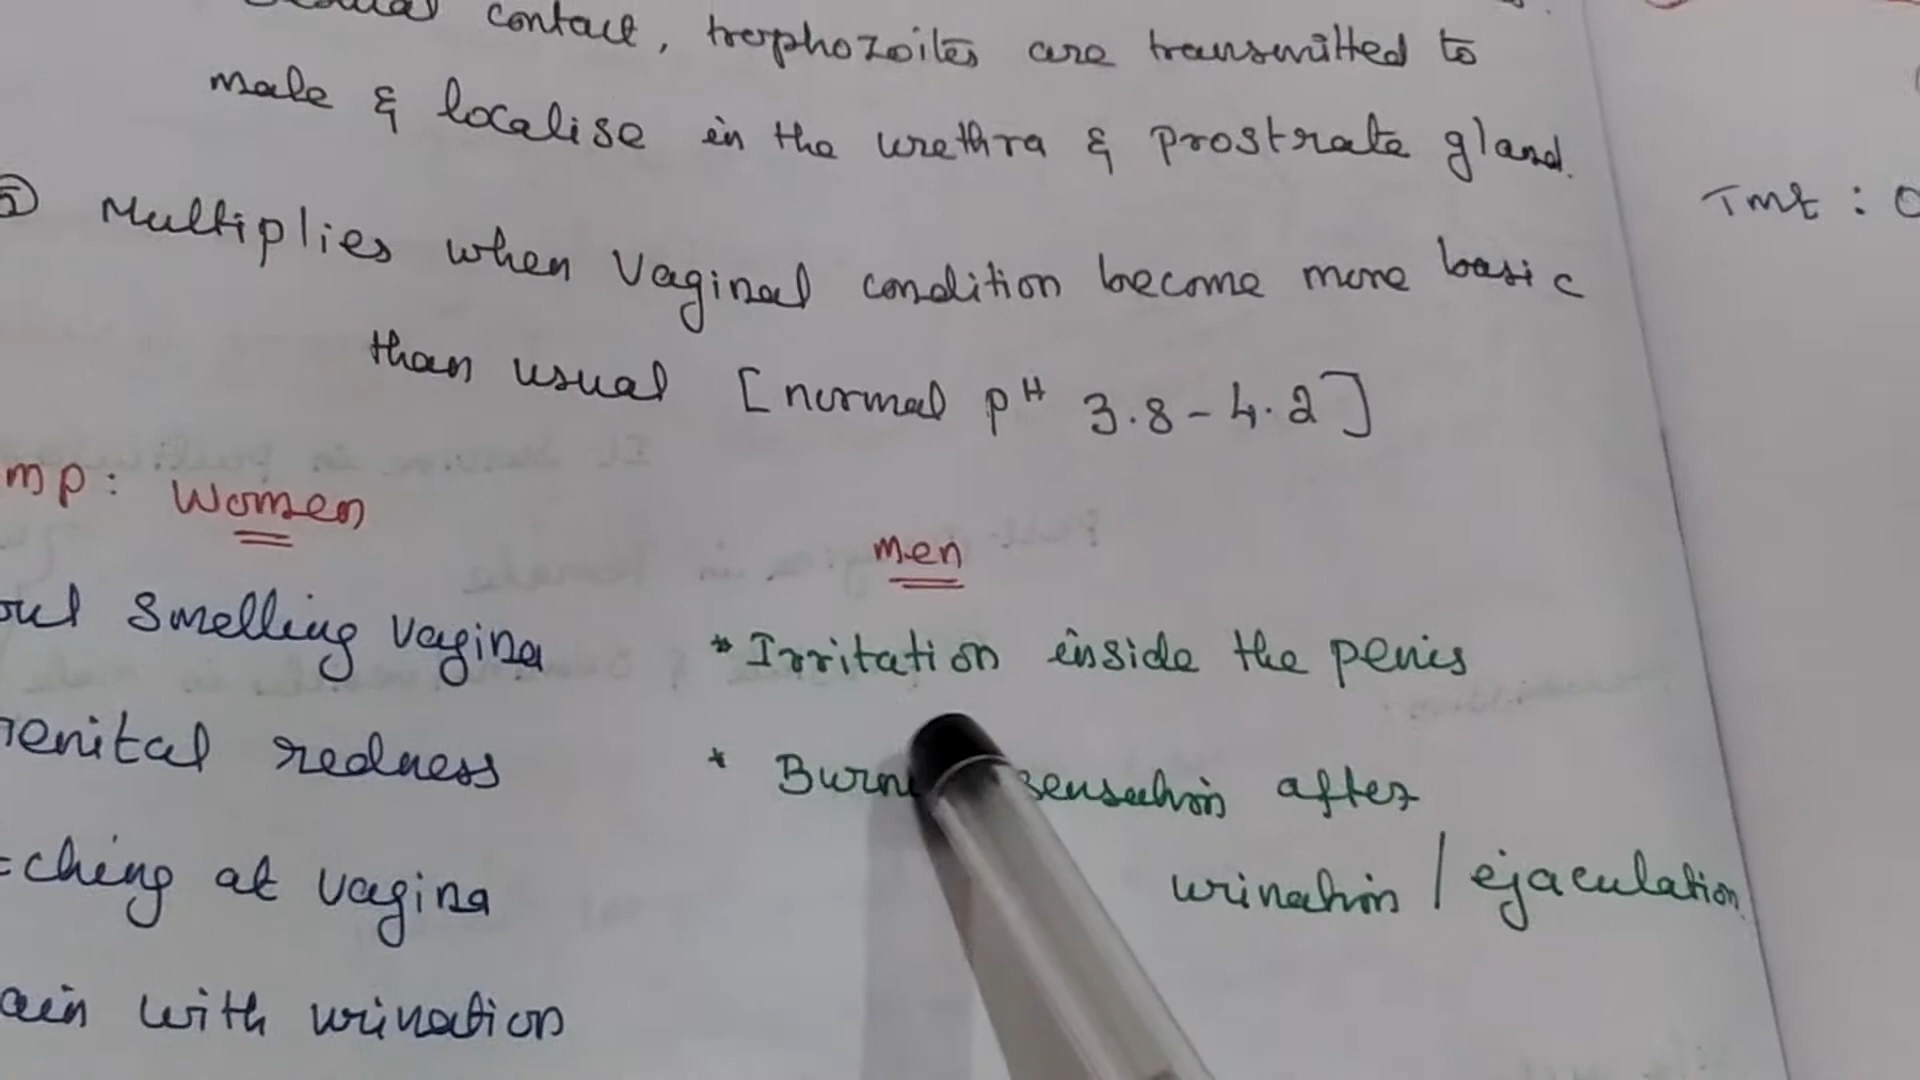 contact, trophozoites are transmitted to
male & localise in the urethra & prostrate gland.
Multiplies when vaginal condition become more basic
than usual [normal pH 3.8-4.2]
mp: Women
men
smelling vagina
* Irritation inside the penis
enital redness
* Burni sensation after
ching at vagina
urination / ejaculation.
ain with urination
Tmt :